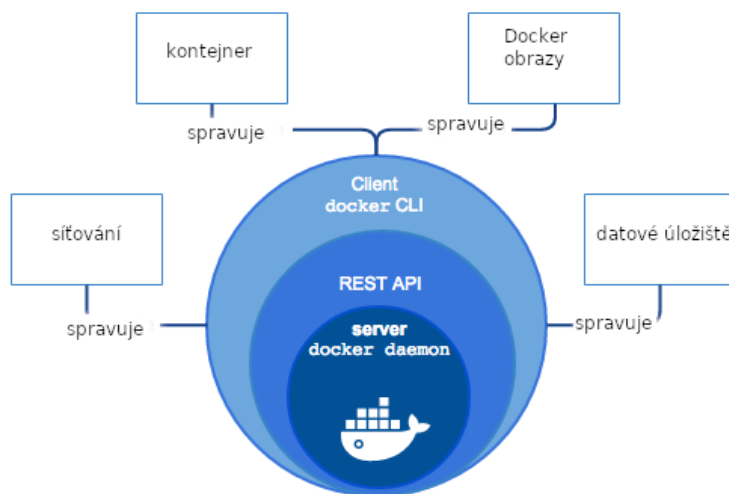 kontejner
Docker
obrazy
spravuje
spravuje
Client
docker CLI
síťování
datové úložiště
REST API
spravuje
server
docker daemon
spravuje